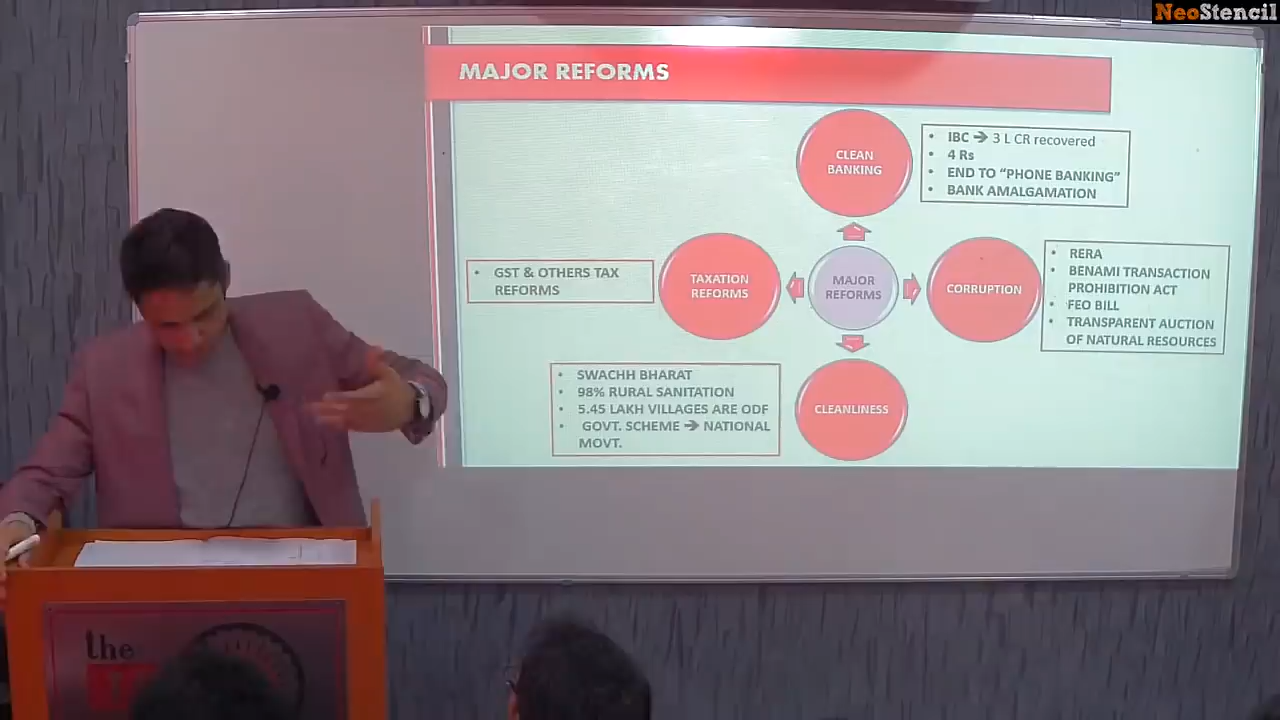 NeoStencil
MAJOR REFORMS
CLEAN
BANKING
• IBC ➔ 3 L CR recovered
• 4 Rs
• END TO “PHONE BANKING”
• BANK AMALGAMATION
• GST & OTHERS TAX
REFORMS
TAXATION
REFORMS
MAJOR
REFORMS
CORRUPTION
• RERA
• BENAMI TRANSACTION
PROHIBITION ACT
• FEO BILL
• TRANSPARENT AUCTION
OF NATURAL RESOURCES
• SWACHH BHARAT
• 98% RURAL SANITATION
• 5.45 LAKH VILLAGES ARE ODF
• GOVT. SCHEME ➔ NATIONAL
MOVT.
CLEANLINESS
the